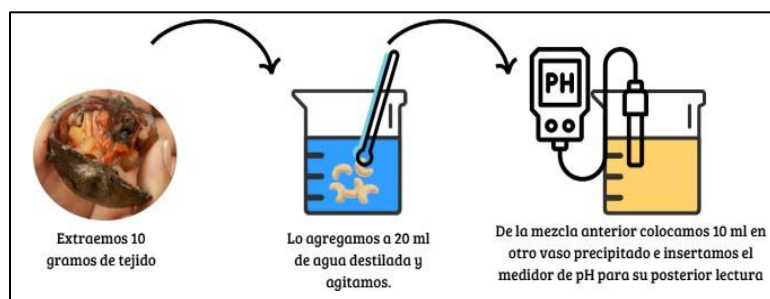 PH
Extraemos 10
gramos de tejido
Lo agregamos a 20 ml
de agua destilada y
agitamos.
De la mezcla anterior colocamos 10 ml en
otro vaso precipitado e insertamos el
medidor de pH para su posterior lectura